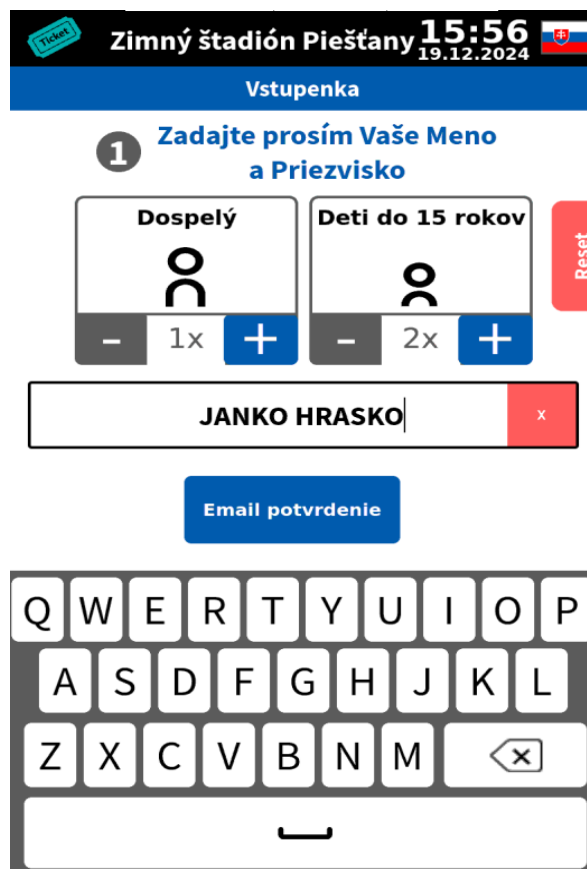 Ticket
Zimný štadión Piešťany
15:56
19.12.2024
Vstupenka
1
Zadajte prosím Vaše Meno
a Priezvisko
Dospelý
Deti do 15 rokov
Reset
- 1x +
- 2x +
JANKO HRASKO
x
Email potvrdenie
Q W E R T Y U I O P
A S D F G H J K L
Z X C V B N M